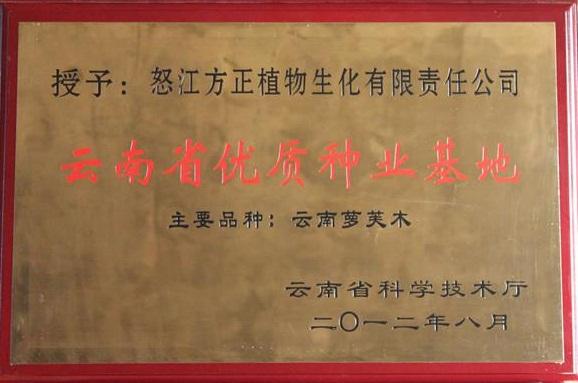 授予：怒江方正植物生化有限责任公司
云南省优质种业基地
主要品种：云南萝芙木
云南省科学技术厅
二〇一二年八月